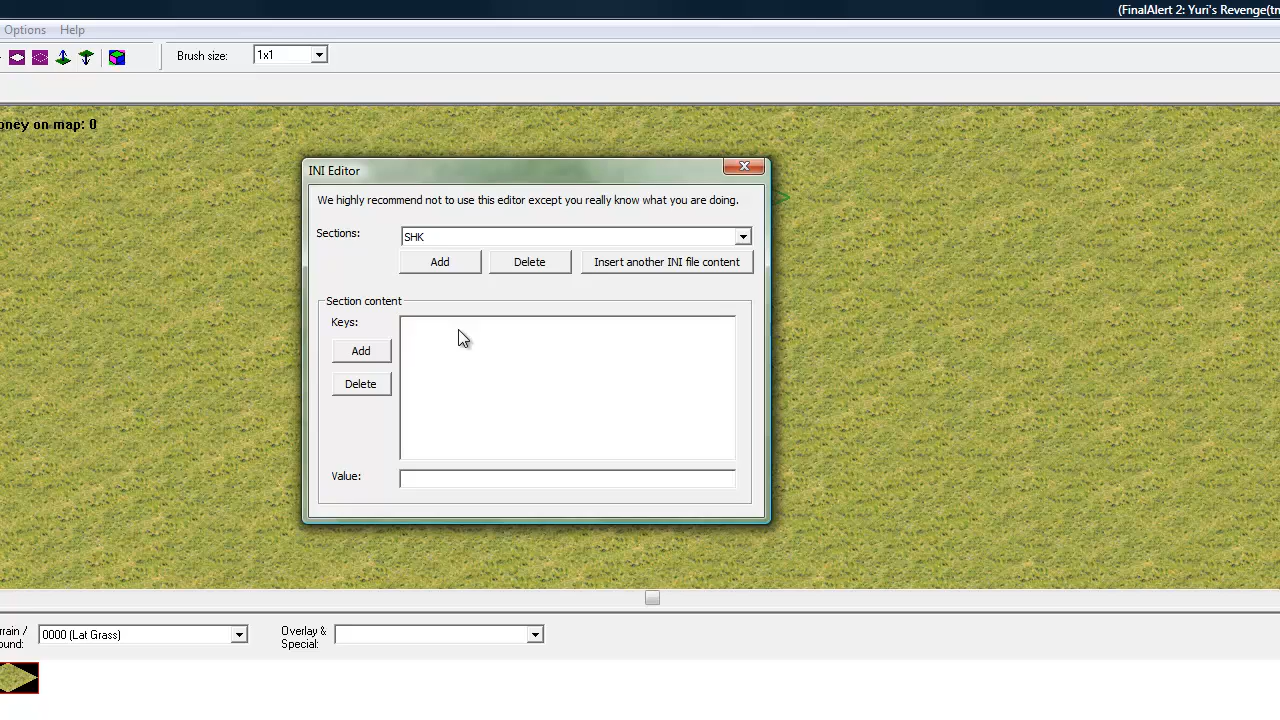 (FinalAlert 2: Yuri's Revenge(tm
Options Help
Brush size: 1x1
oney on map: 0
INI Editor
We highly recommend not to use this editor except you really know what you are doing.
Sections: SHK
Add Delete Insert another INI file content
Section content
Keys:
Add
Delete
Value:
rrain / 0000 (Lat Grass) Overlay &
ound: Special: